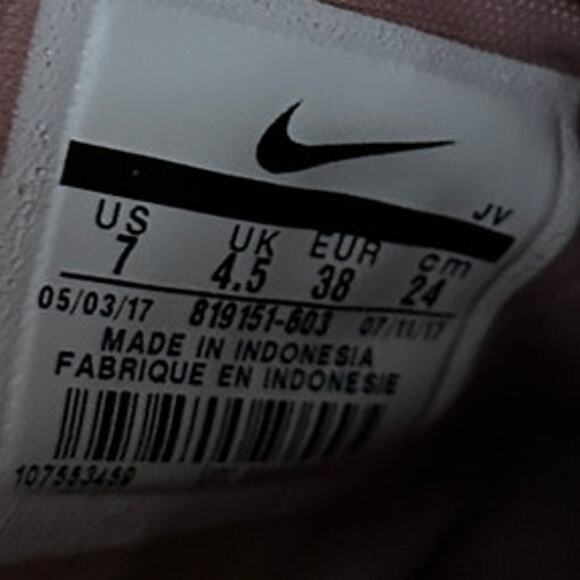 JV
US UK EUR cm
7 4.5 38 24
05/03/17 819151-603 07/11/17
MADE IN INDONESIA
FABRIQUE EN INDONESIE
107553459